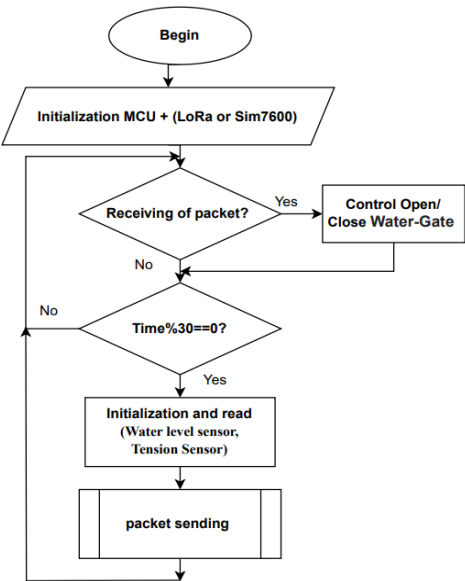 Begin
Initialization MCU + (LoRa or Sim7600)
Receiving of packet?
Yes
Control Open/
Close Water-Gate
No
No
Time%30==0?
Yes
Initialization and read
(Water level sensor,
Tension Sensor)
packet sending